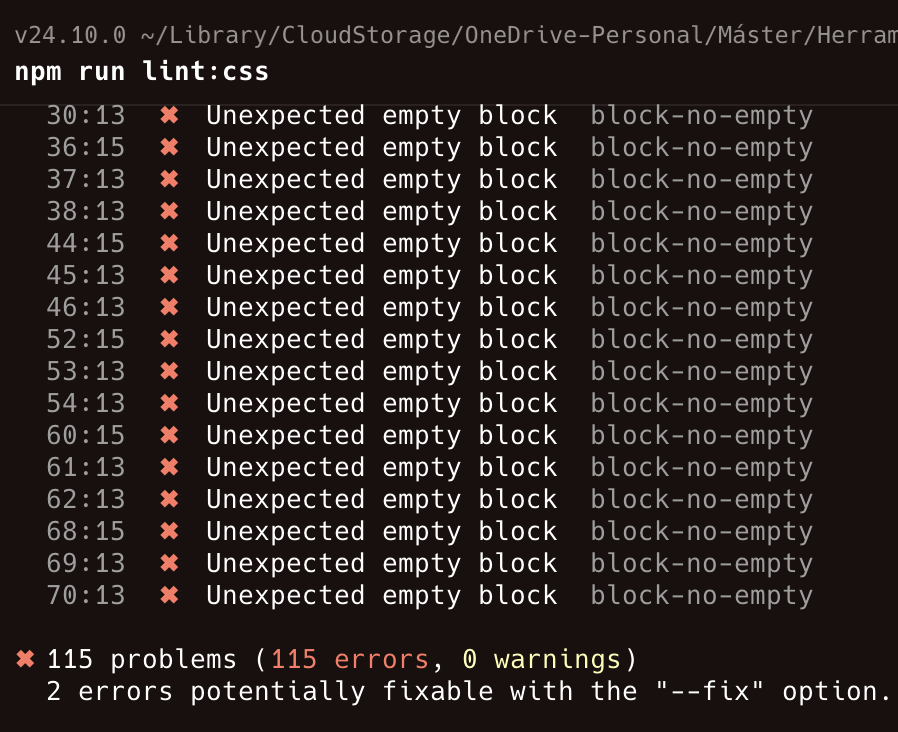 v24.10.0 ~/Library/CloudStorage/OneDrive-Personal/Máster/Herram
npm run lint:css
30:13 ✖ Unexpected empty block block-no-empty
36:15 ✖ Unexpected empty block block-no-empty
37:13 ✖ Unexpected empty block block-no-empty
38:13 ✖ Unexpected empty block block-no-empty
44:15 ✖ Unexpected empty block block-no-empty
45:13 ✖ Unexpected empty block block-no-empty
46:13 ✖ Unexpected empty block block-no-empty
52:15 ✖ Unexpected empty block block-no-empty
53:13 ✖ Unexpected empty block block-no-empty
54:13 ✖ Unexpected empty block block-no-empty
60:15 ✖ Unexpected empty block block-no-empty
61:13 ✖ Unexpected empty block block-no-empty
62:13 ✖ Unexpected empty block block-no-empty
68:15 ✖ Unexpected empty block block-no-empty
69:13 ✖ Unexpected empty block block-no-empty
70:13 ✖ Unexpected empty block block-no-empty
✖ 115 problems (115 errors, 0 warnings)
2 errors potentially fixable with the "--fix" option.